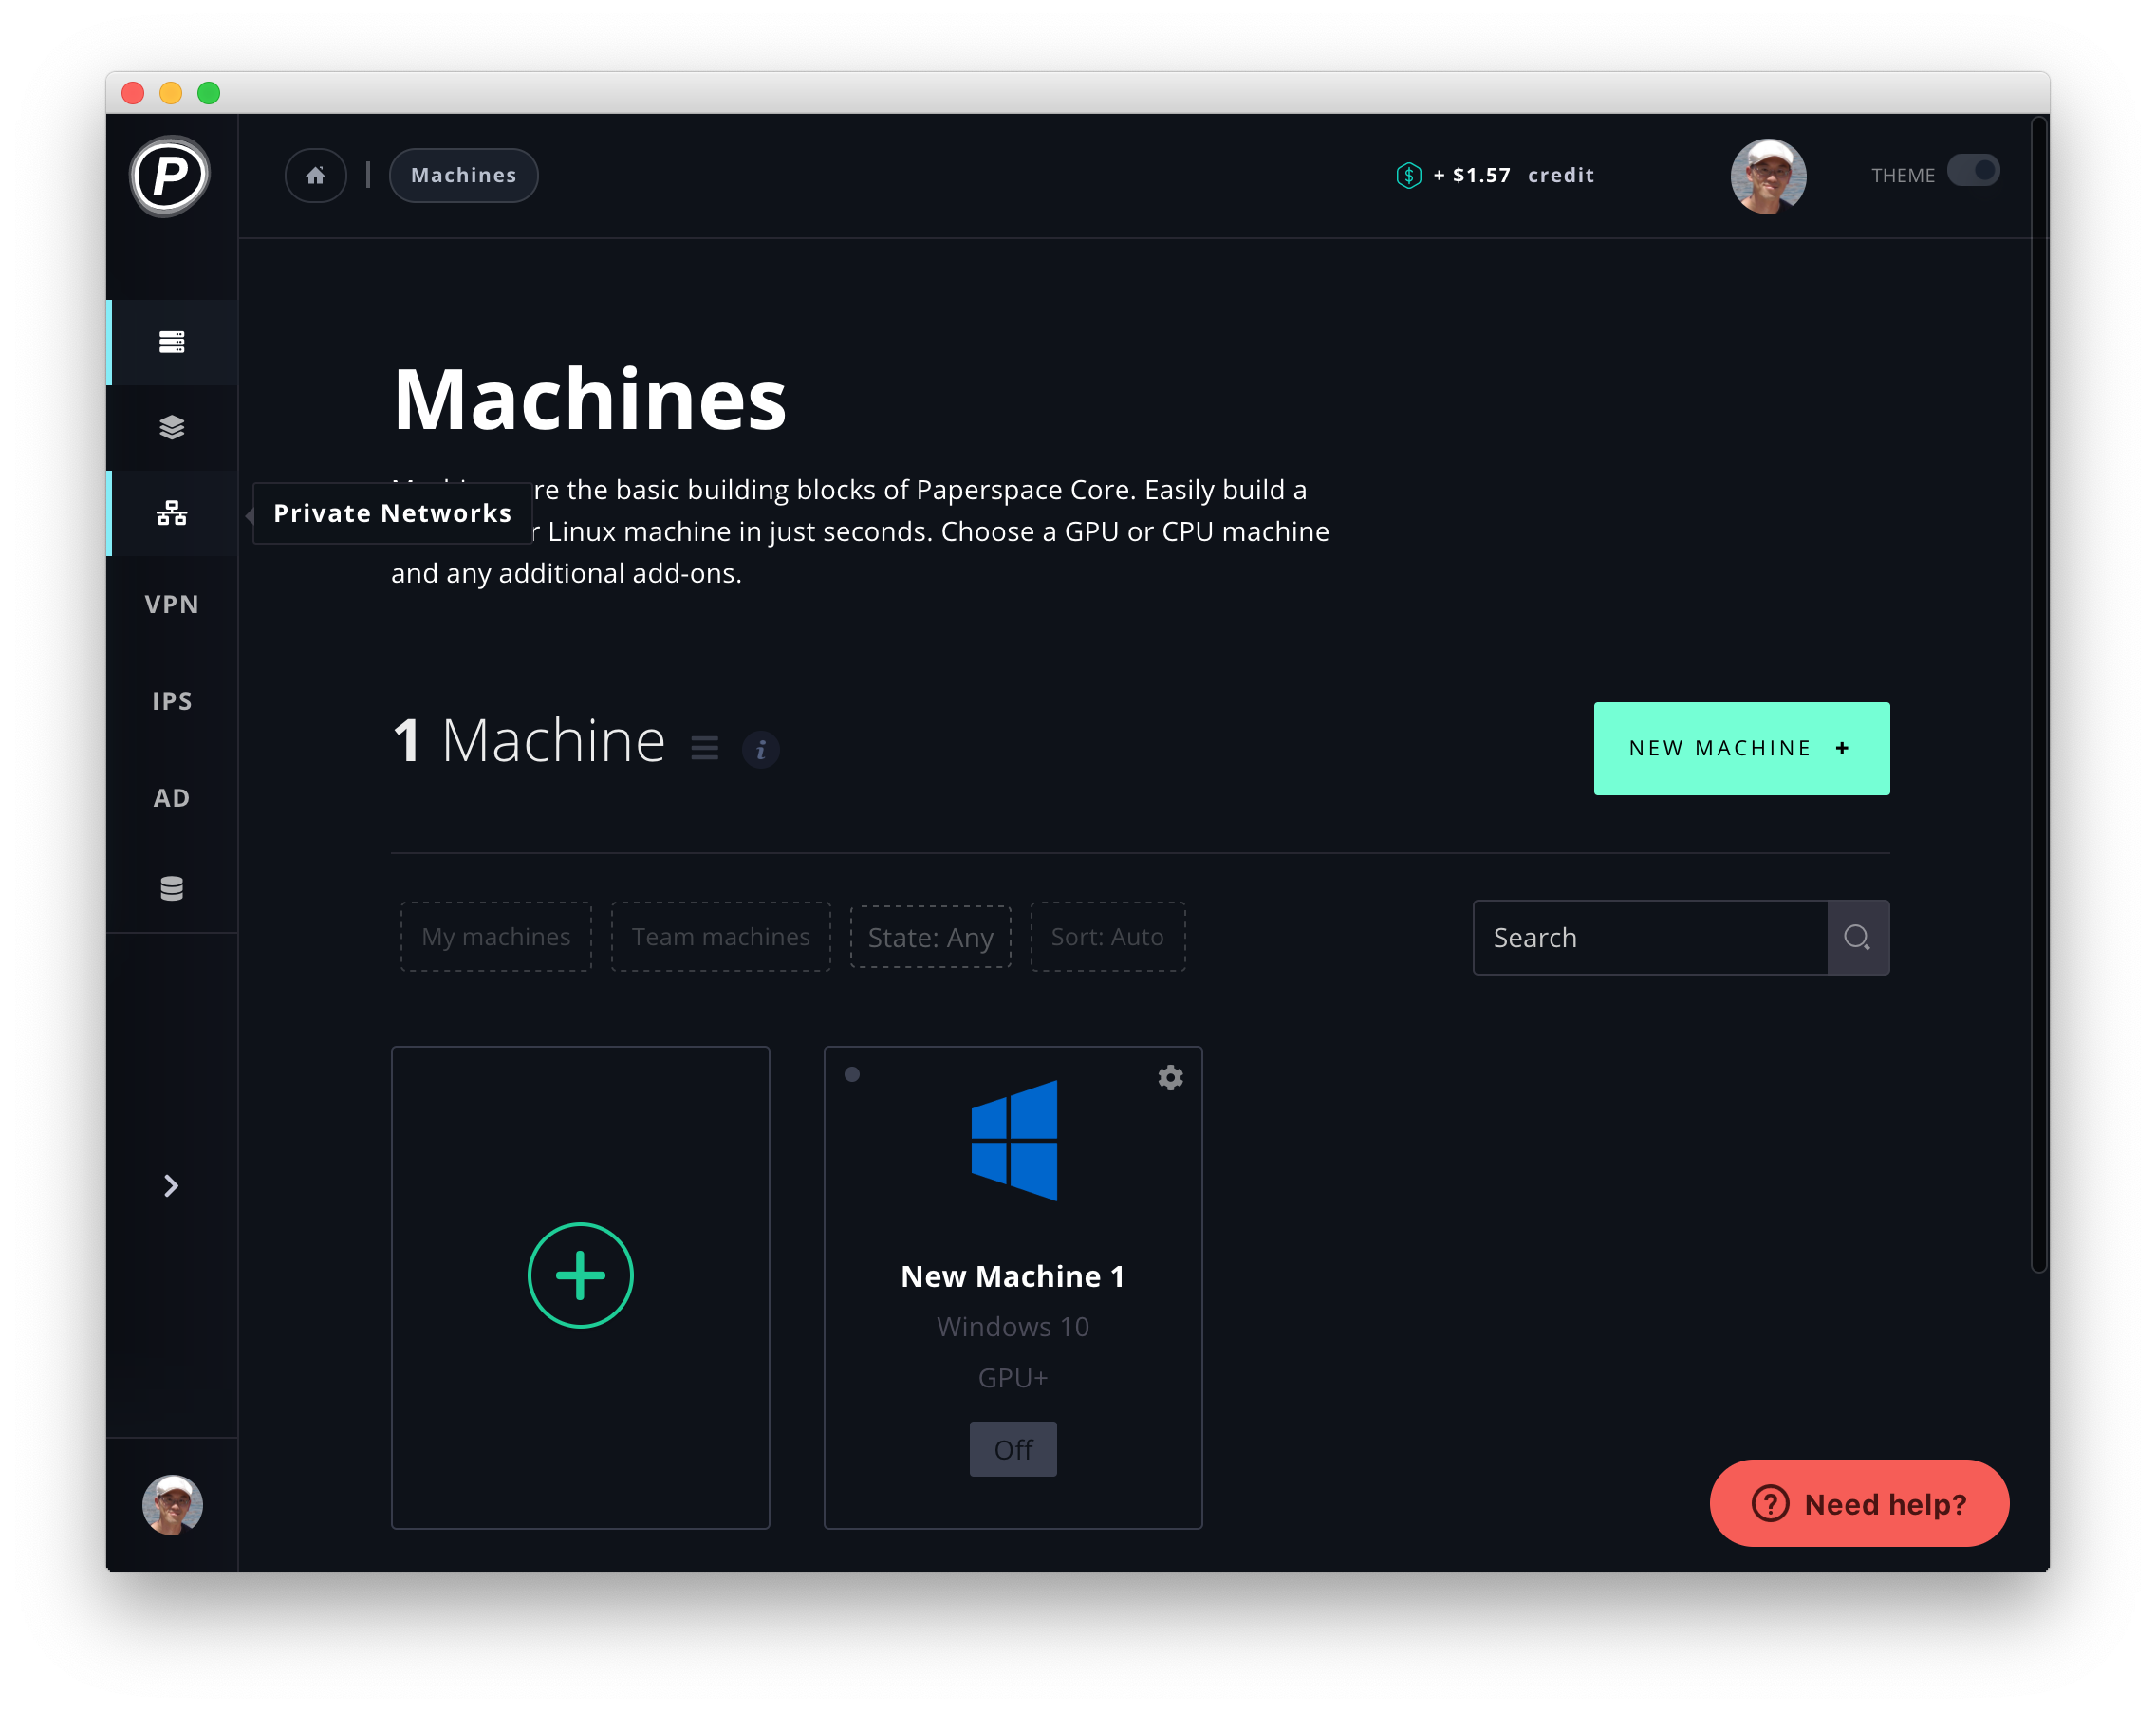 P
Machines
+ $1.57 credit
THEME
Machines
re the basic building blocks of Paperspace Core. Easily build a
Private Networks
r Linux machine in just seconds. Choose a GPU or CPU machine
and any additional add-ons.
VPN
IPS
AD
1 Machine
i
NEW MACHINE +
My machines
Team machines
State: Any
Sort: Auto
Search
New Machine 1
Windows 10
GPU+
Off
? Need help?